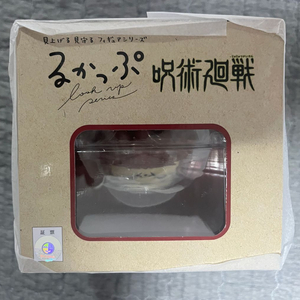 見上げる 見守る フィギュアシリーズ
るかっぷ
look up
series
呪術廻戦